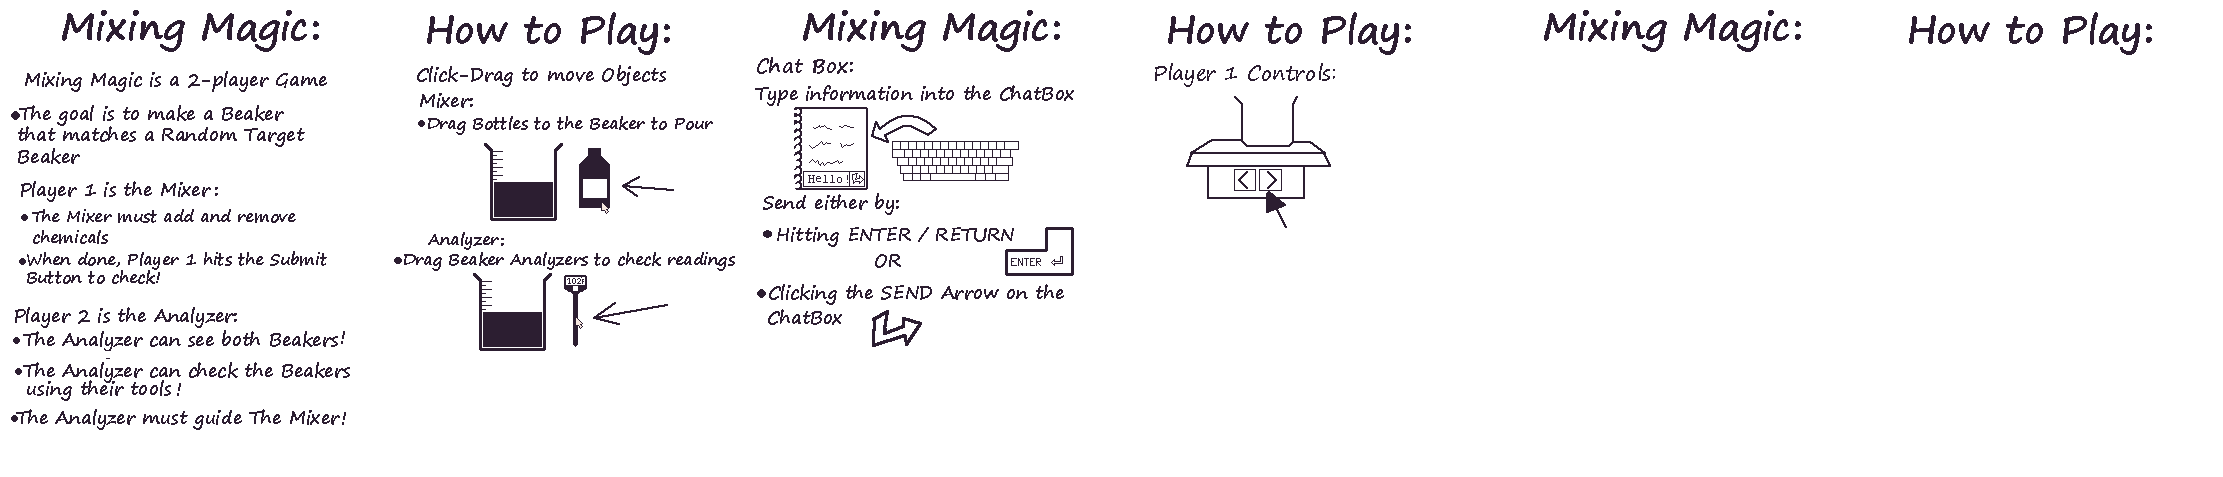 Mixing Magic:
Mixing Magic is a 2-player Game
•The goal is to make a Beaker
that matches a Random Target
Beaker
Player 1 is the Mixer:
• The Mixer must add and remove
chemicals
•When done, Player 1 hits the Submit
Button to check!
Player 2 is the Analyzer:
•The Analyzer can see both Beakers!
•The Analyzer can check the Beakers
using their tools!
•The Analyzer must guide The Mixer!
How to Play:
Click-Drag to move Objects
Mixer:
•Drag Bottles to the Beaker to Pour
Analyzer:
•Drag Beaker Analyzers to check readings
102F
Mixing Magic:
Chat Box:
Type information into the ChatBox
Hello!
Send either by:
• Hitting ENTER / RETURN
OR
ENTER
•Clicking the SEND Arrow on the
ChatBox
How to Play:
Player 1 Controls:
Mixing Magic:
How to Play: